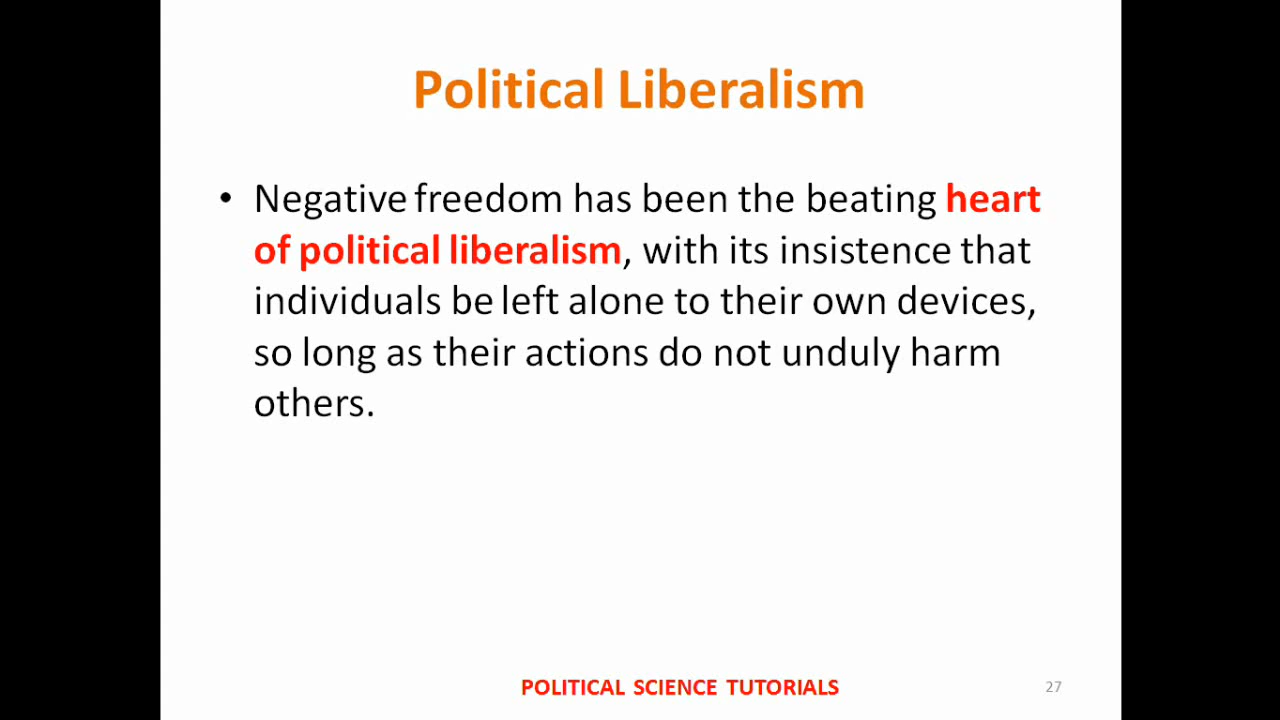 Political Liberalism
• Negative freedom has been the beating heart
of political liberalism, with its insistence that
individuals be left alone to their own devices,
so long as their actions do not unduly harm
others.
POLITICAL SCIENCE TUTORIALS
27